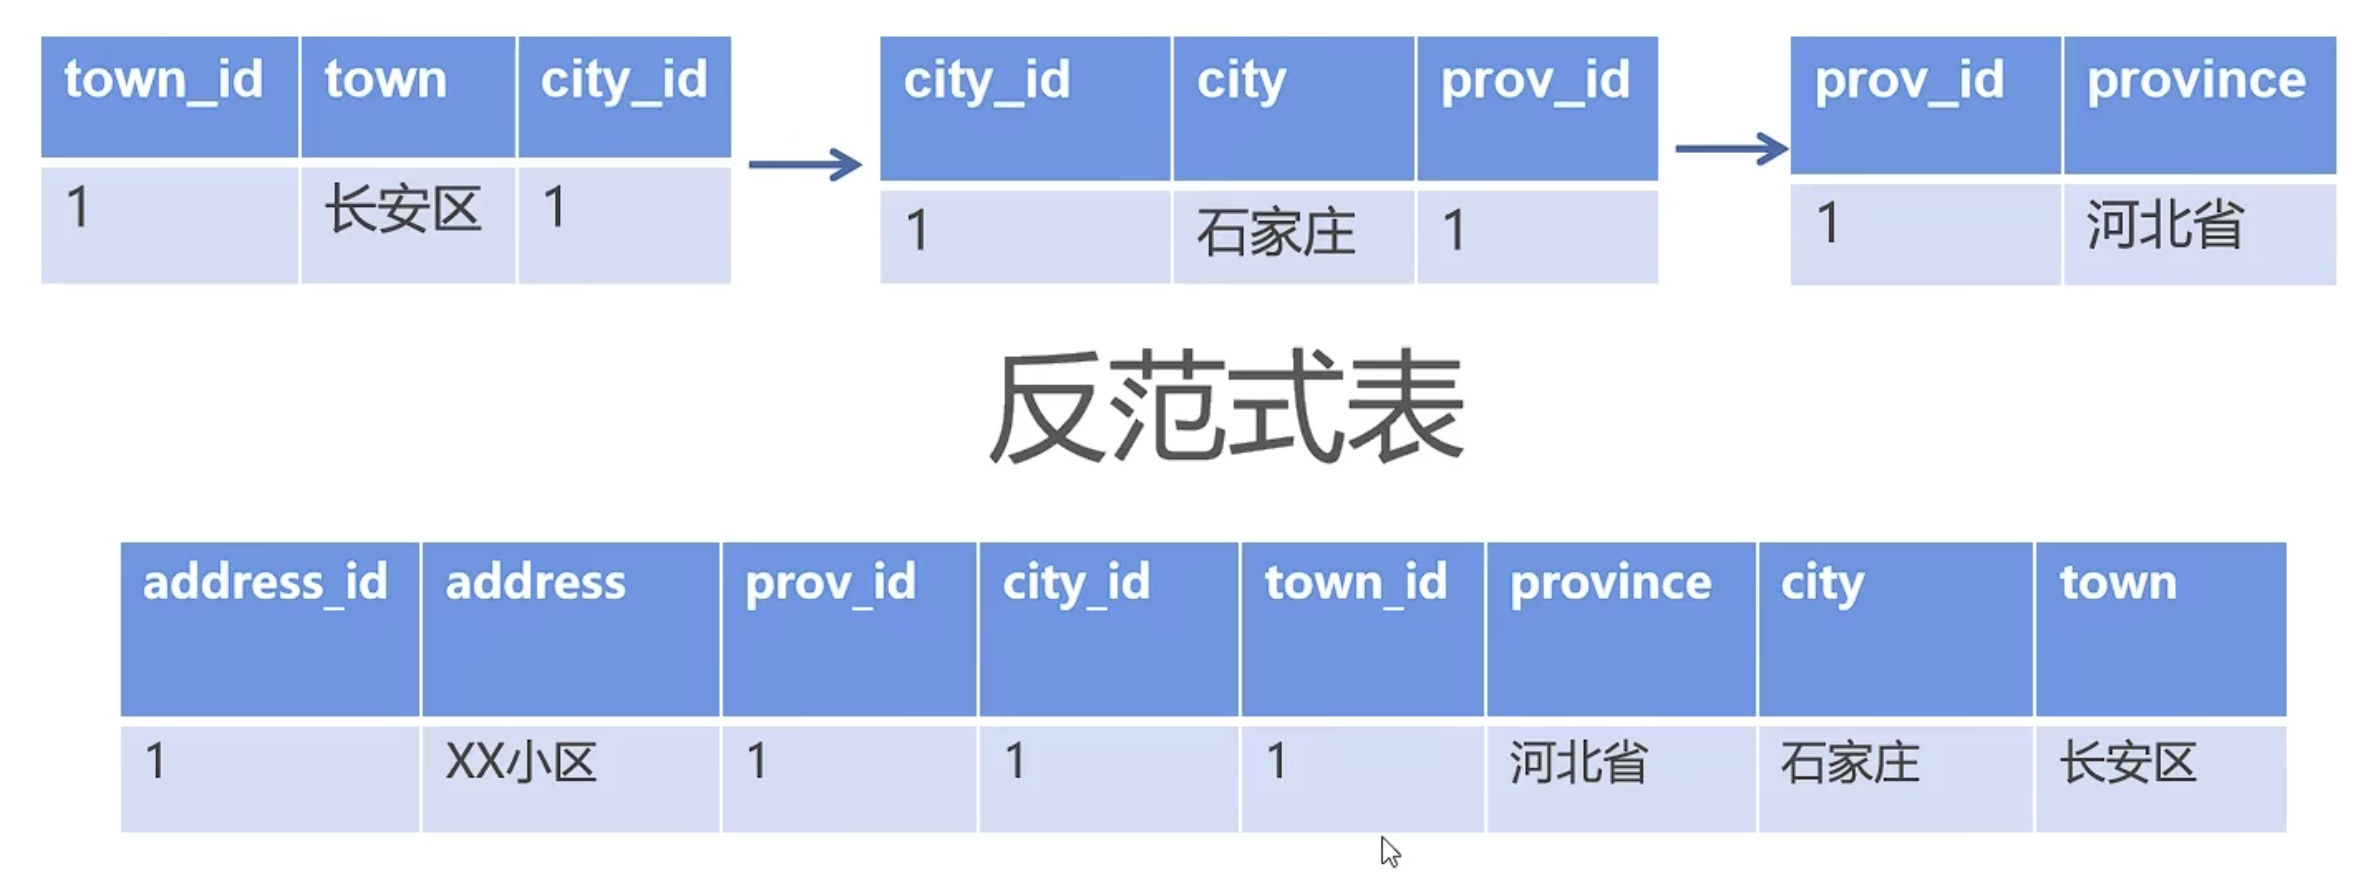 town_id town city_id
1 长安区 1
city_id city prov_id
1 石家庄 1
prov_id province
1 河北省
反范式表
address_id address prov_id city_id town_id province city town
1 XX小区 1 1 1 河北省 石家庄 长安区